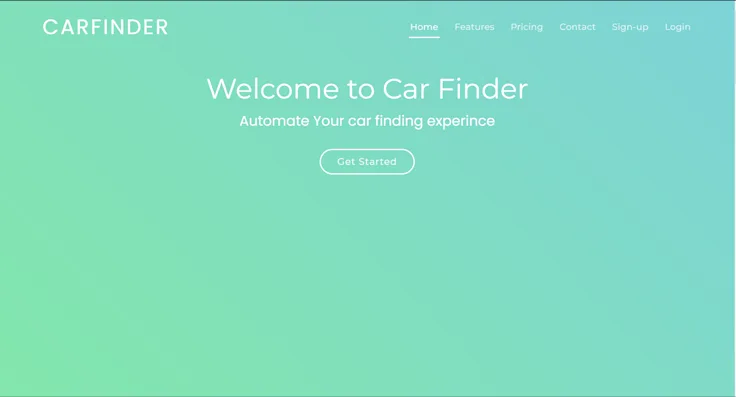 CARFINDER
Home Features Pricing Contact Sign-up Login
Welcome to Car Finder
Automate Your car finding experince
Get Started